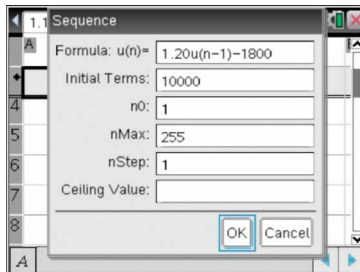 1.1
Sequence
A
Formula: u(n)= 1.20u(n−1)−1800
Initial Terms: 10000
n0: 1
4
nMax: 255
5
nStep: 1
6
Ceiling Value:
7
8
OK Cancel
A